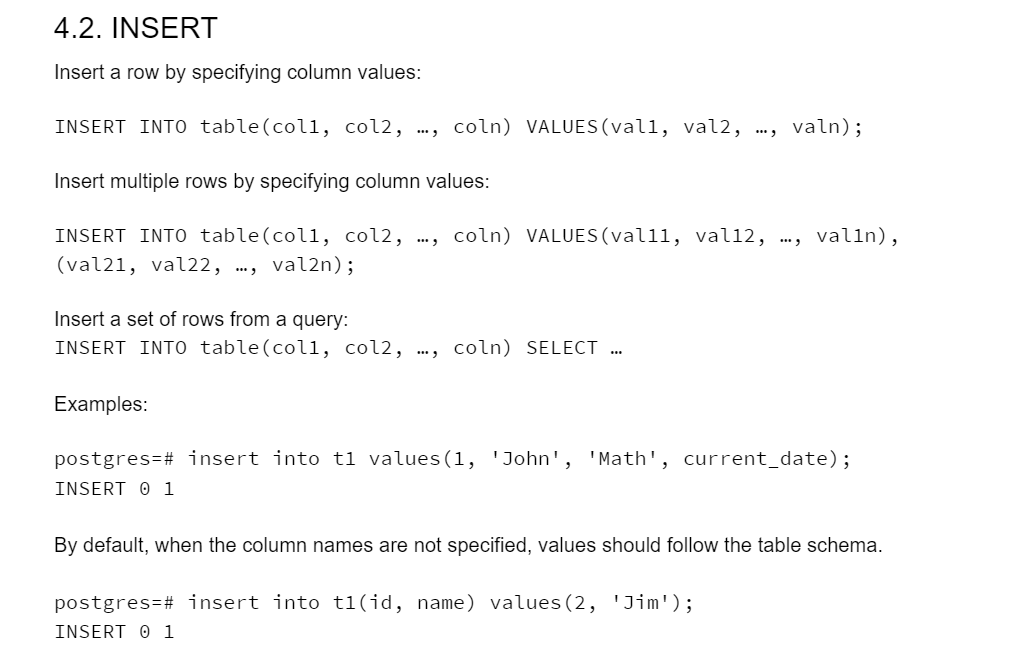 4.2. INSERT
Insert a row by specifying column values:
INSERT INTO table(col1, col2, …, coln) VALUES(val1, val2, …, valn);
Insert multiple rows by specifying column values:
INSERT INTO table(col1, col2, …, coln) VALUES(val11, val12, …, val1n),
(val21, val22, …, val2n);
Insert a set of rows from a query:
INSERT INTO table(col1, col2, …, coln) SELECT …
Examples:
postgres=# insert into t1 values(1, 'John', 'Math', current_date);
INSERT 0 1
By default, when the column names are not specified, values should follow the table schema.
postgres=# insert into t1(id, name) values(2, 'Jim');
INSERT 0 1